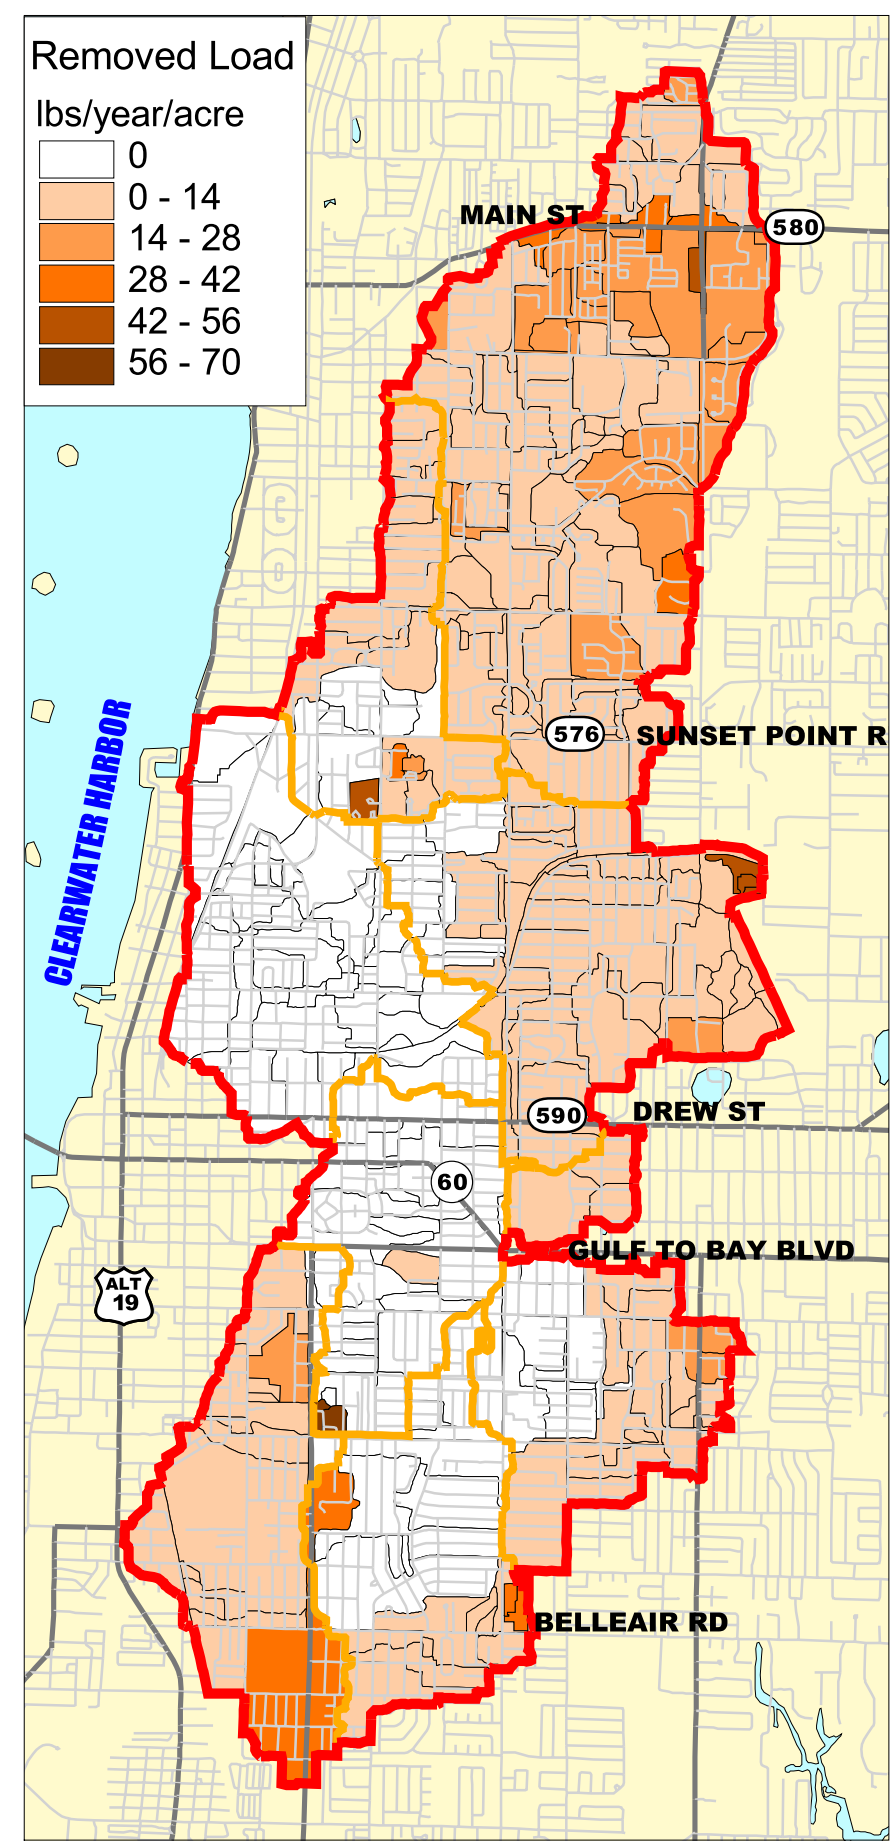 Removed Load
lbs/year/acre
0
0 - 14
14 - 28
28 - 42
42 - 56
56 - 70
MAIN ST
580
576
SUNSET POINT R
CLEARWATER HARBOR
590
DREW ST
60
GULF TO BAY BLVD
ALT
19
BELLEAIR RD